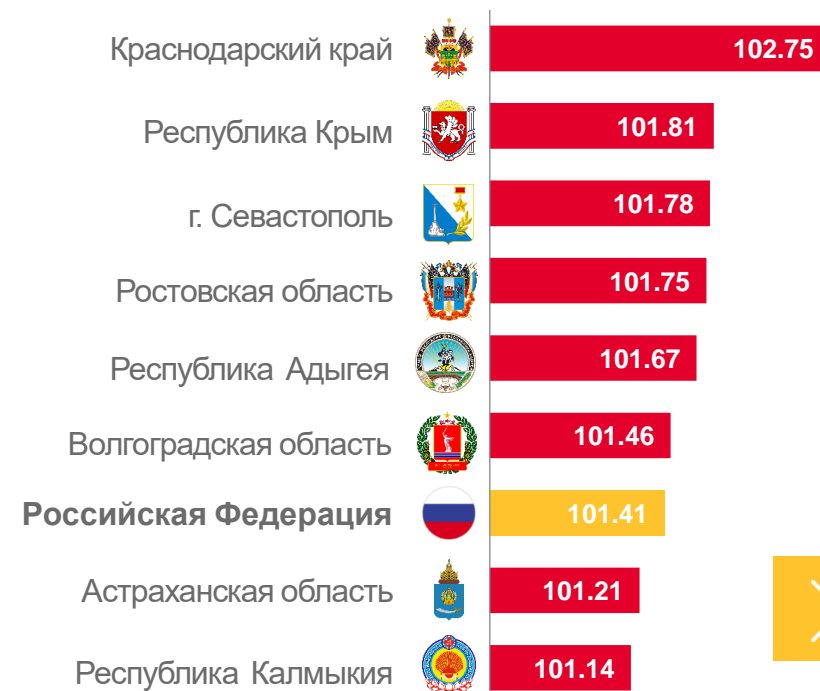 Краснодарский край 102.75
Республика Крым 101.81
г. Севастополь 101.78
Ростовская область 101.75
Республика Адыгея 101.67
Волгоградская область 101.46
Российская Федерация 101.41
Астраханская область 101.21
Республика Калмыкия 101.14